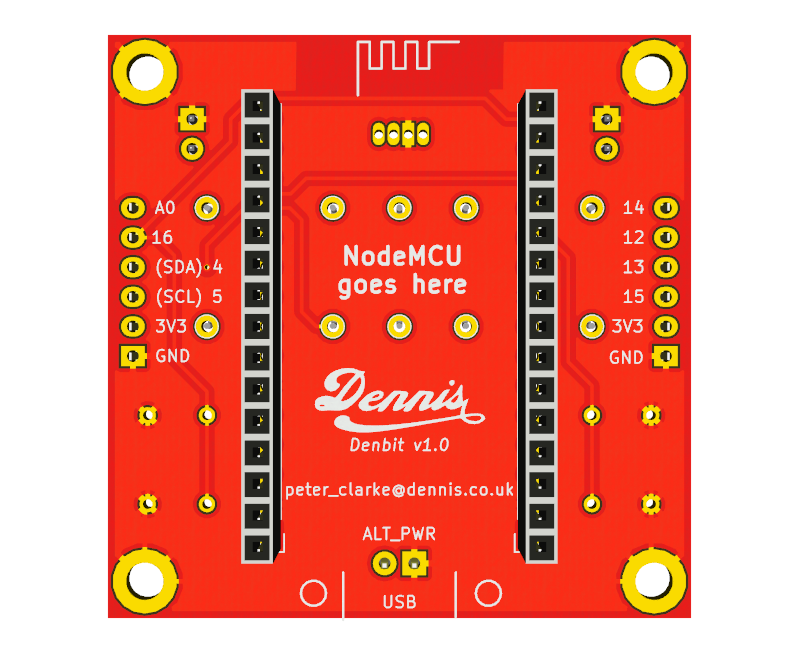 A0
16
(SDA) 4
(SCL) 5
3V3
GND
14
12
13
15
3V3
GND
NodeMCU
goes here
Dennis
Denbit v1.0
peter_clarke@dennis.co.uk
ALT_PWR
USB